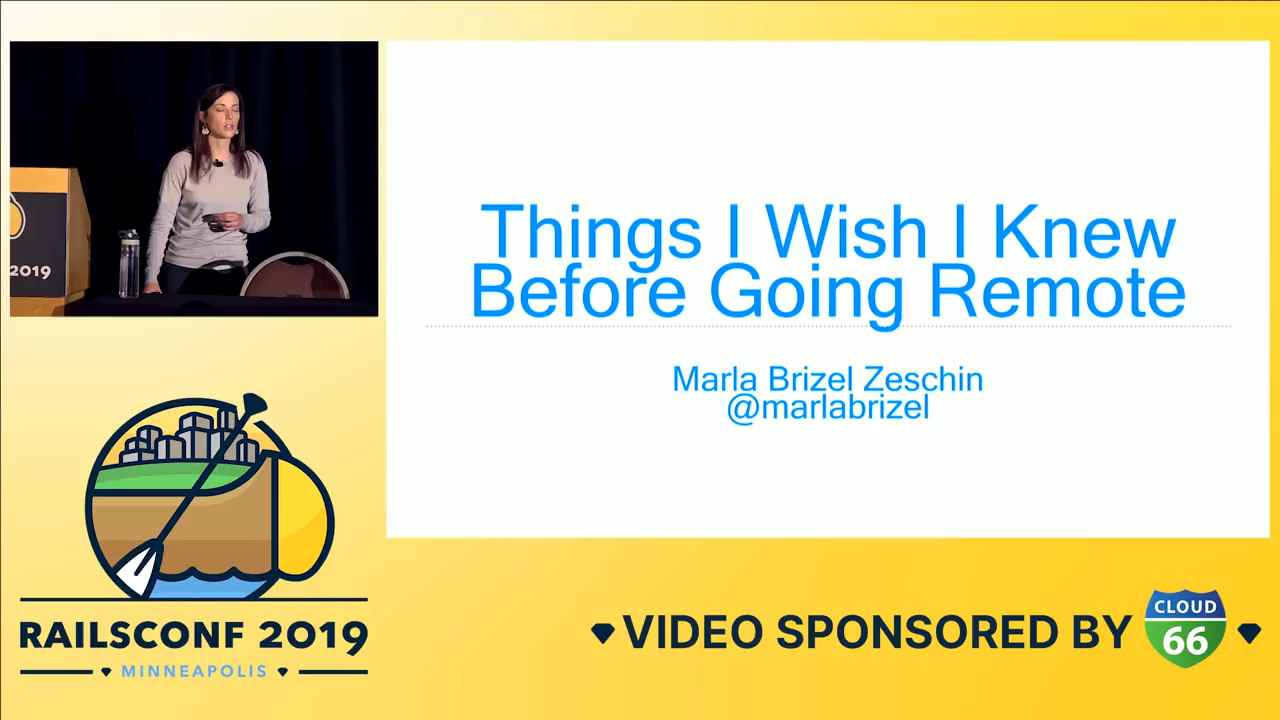 2019
Things I Wish I Knew
Before Going Remote
Marla Brizel Zeschin
@marlabrizel
RAILSCONF 2019
MINNEAPOLIS
VIDEO SPONSORED BY
CLOUD
66